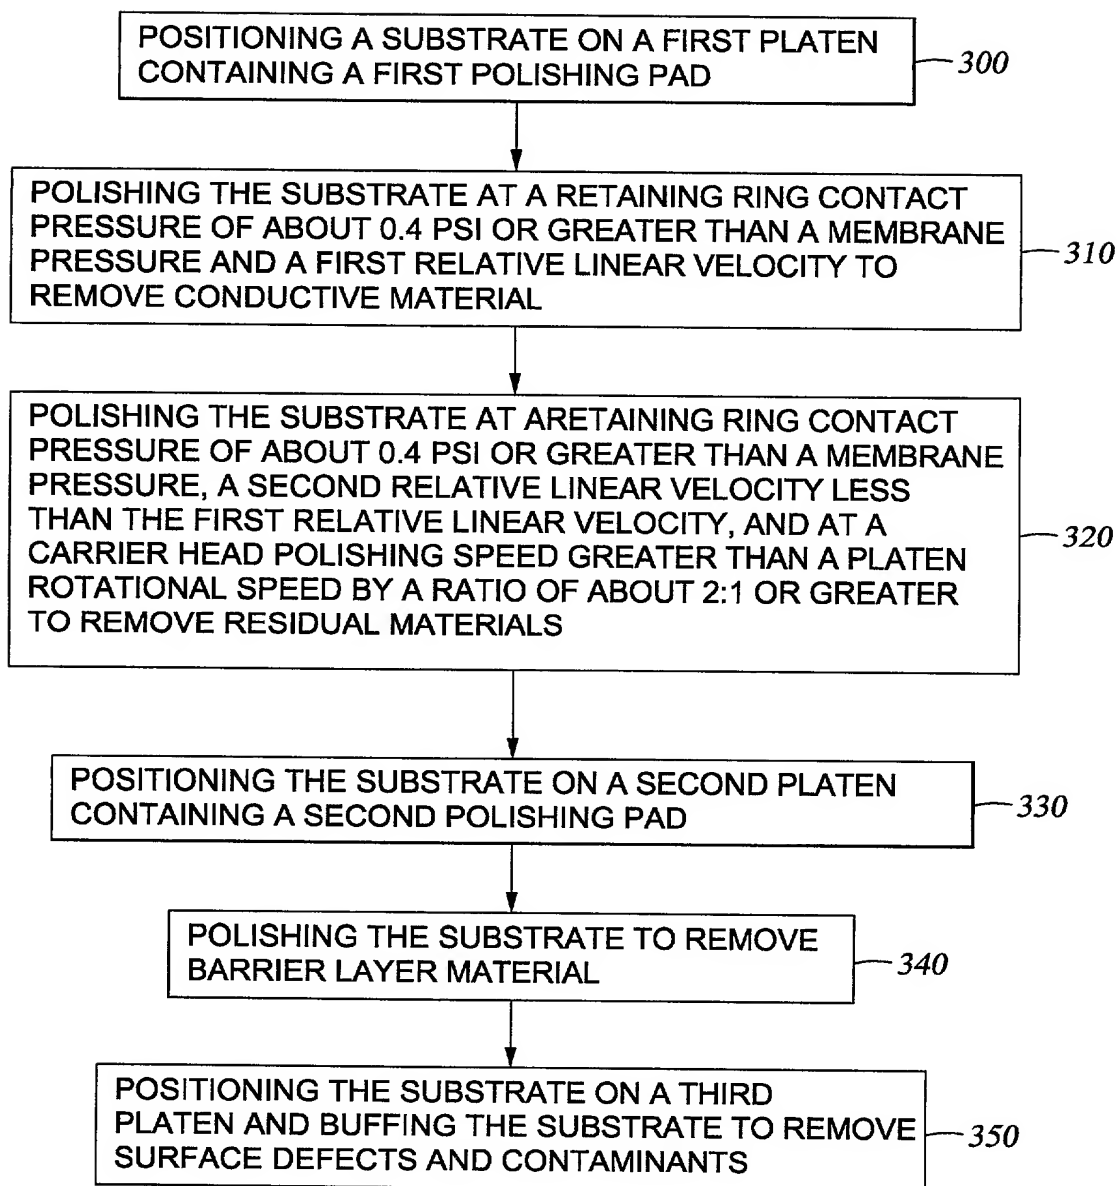 POSITIONING A SUBSTRATE ON A FIRST PLATEN
CONTAINING A FIRST POLISHING PAD
300
POLISHING THE SUBSTRATE AT A RETAINING RING CONTACT
PRESSURE OF ABOUT 0.4 PSI OR GREATER THAN A MEMBRANE
PRESSURE AND A FIRST RELATIVE LINEAR VELOCITY TO
REMOVE CONDUCTIVE MATERIAL
310
POLISHING THE SUBSTRATE AT ARETAINING RING CONTACT
PRESSURE OF ABOUT 0.4 PSI OR GREATER THAN A MEMBRANE
PRESSURE, A SECOND RELATIVE LINEAR VELOCITY LESS
THAN THE FIRST RELATIVE LINEAR VELOCITY, AND AT A
CARRIER HEAD POLISHING SPEED GREATER THAN A PLATEN
ROTATIONAL SPEED BY A RATIO OF ABOUT 2:1 OR GREATER
TO REMOVE RESIDUAL MATERIALS
320
POSITIONING THE SUBSTRATE ON A SECOND PLATEN
CONTAINING A SECOND POLISHING PAD
330
POLISHING THE SUBSTRATE TO REMOVE
BARRIER LAYER MATERIAL
340
POSITIONING THE SUBSTRATE ON A THIRD
PLATEN AND BUFFING THE SUBSTRATE TO REMOVE
SURFACE DEFECTS AND CONTAMINANTS
350